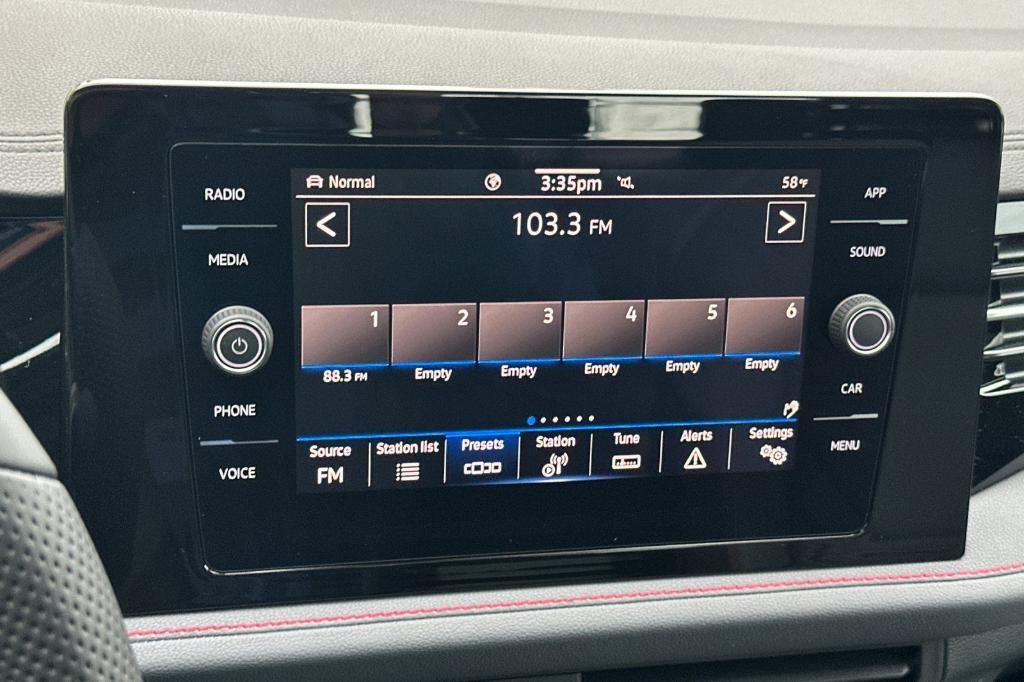 RADIO
MEDIA
PHONE
VOICE
Normal 3:35pm 58°F
103.3 FM
1 2 3 4 5 6
88.3 FM Empty Empty Empty Empty Empty
Source Station list Presets Station Tune Alerts Settings
FM
APP
SOUND
CAR
MENU